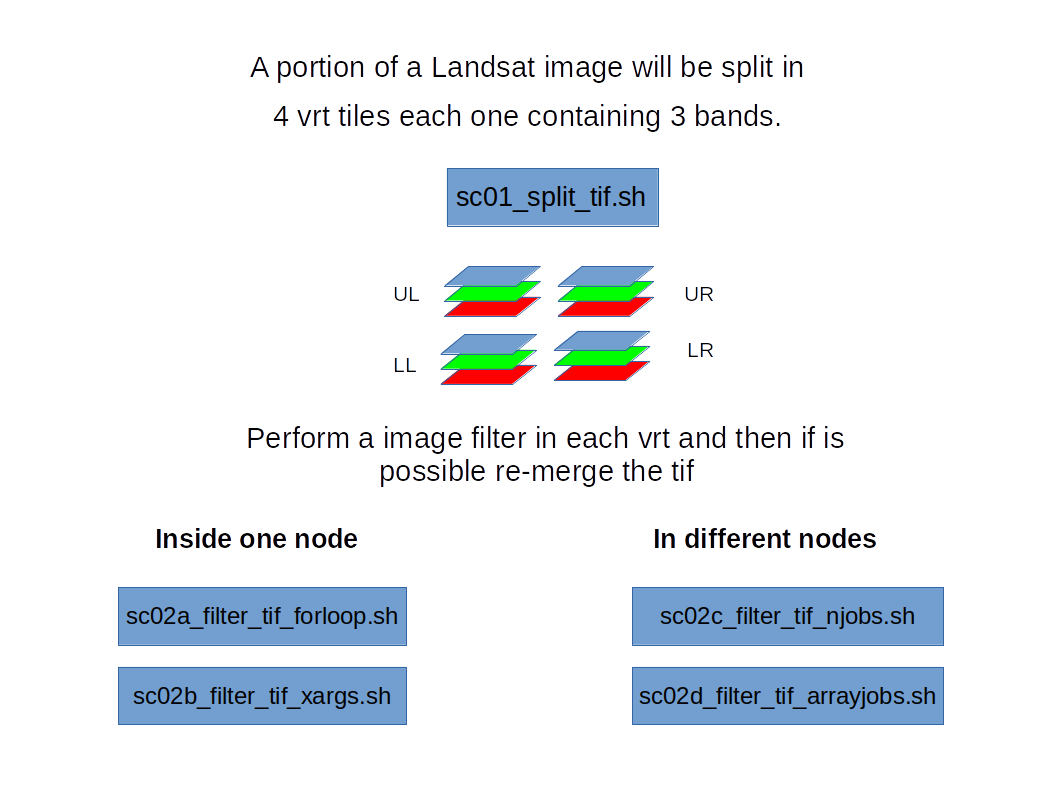 A portion of a Landsat image will be split in
4 vrt tiles each one containing 3 bands.
sc01_split_tif.sh
UL
UR
LL
LR
Perform a image filter in each vrt and then if is
possible re-merge the tif
Inside one node
In different nodes
sc02a_filter_tif_forloop.sh
sc02c_filter_tif_njobs.sh
sc02b_filter_tif_xargs.sh
sc02d_filter_tif_arrayjobs.sh